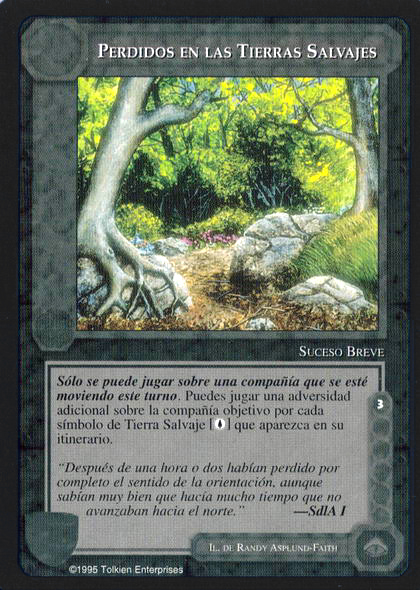 PERDIDOS EN LAS TIERRAS SALVAJES
SUCESO BREVE
Sólo se puede jugar sobre una compañía que se esté
moviendo este turno. Puedes jugar una adversidad
adicional sobre la compañía objetivo por cada
símbolo de Tierra Salvaje [ ] que aparezca en su
itinerario.
3
“Después de una hora o dos habían perdido por
completo el sentido de la orientación, aunque
sabían muy bien que hacía mucho tiempo que no
avanzaban hacia el norte.” —SdlA I
IL. DE RANDY ASPLUND-FAITH
©1995 Tolkien Enterprises